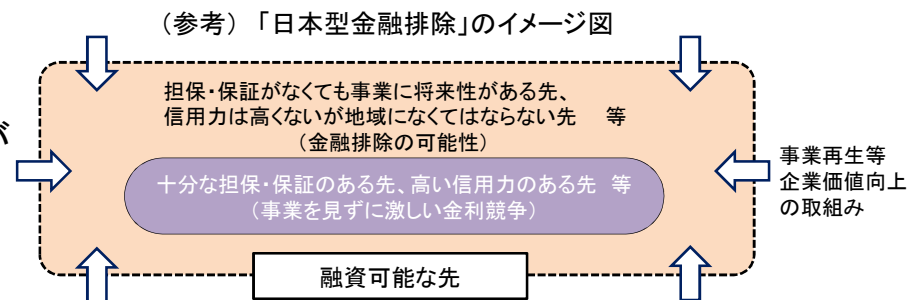 （参考） 「日本型金融排除」のイメージ図
担保・保証がなくても事業に将来性がある先、
信用力は高くないが地域になくてはならない先　等
（金融排除の可能性）
が
十分な担保・保証のある先、高い信用力のある先 等
（事業を見ずに激しい金利競争）
事業再生等
企業価値向上
の取組み
融資可能な先